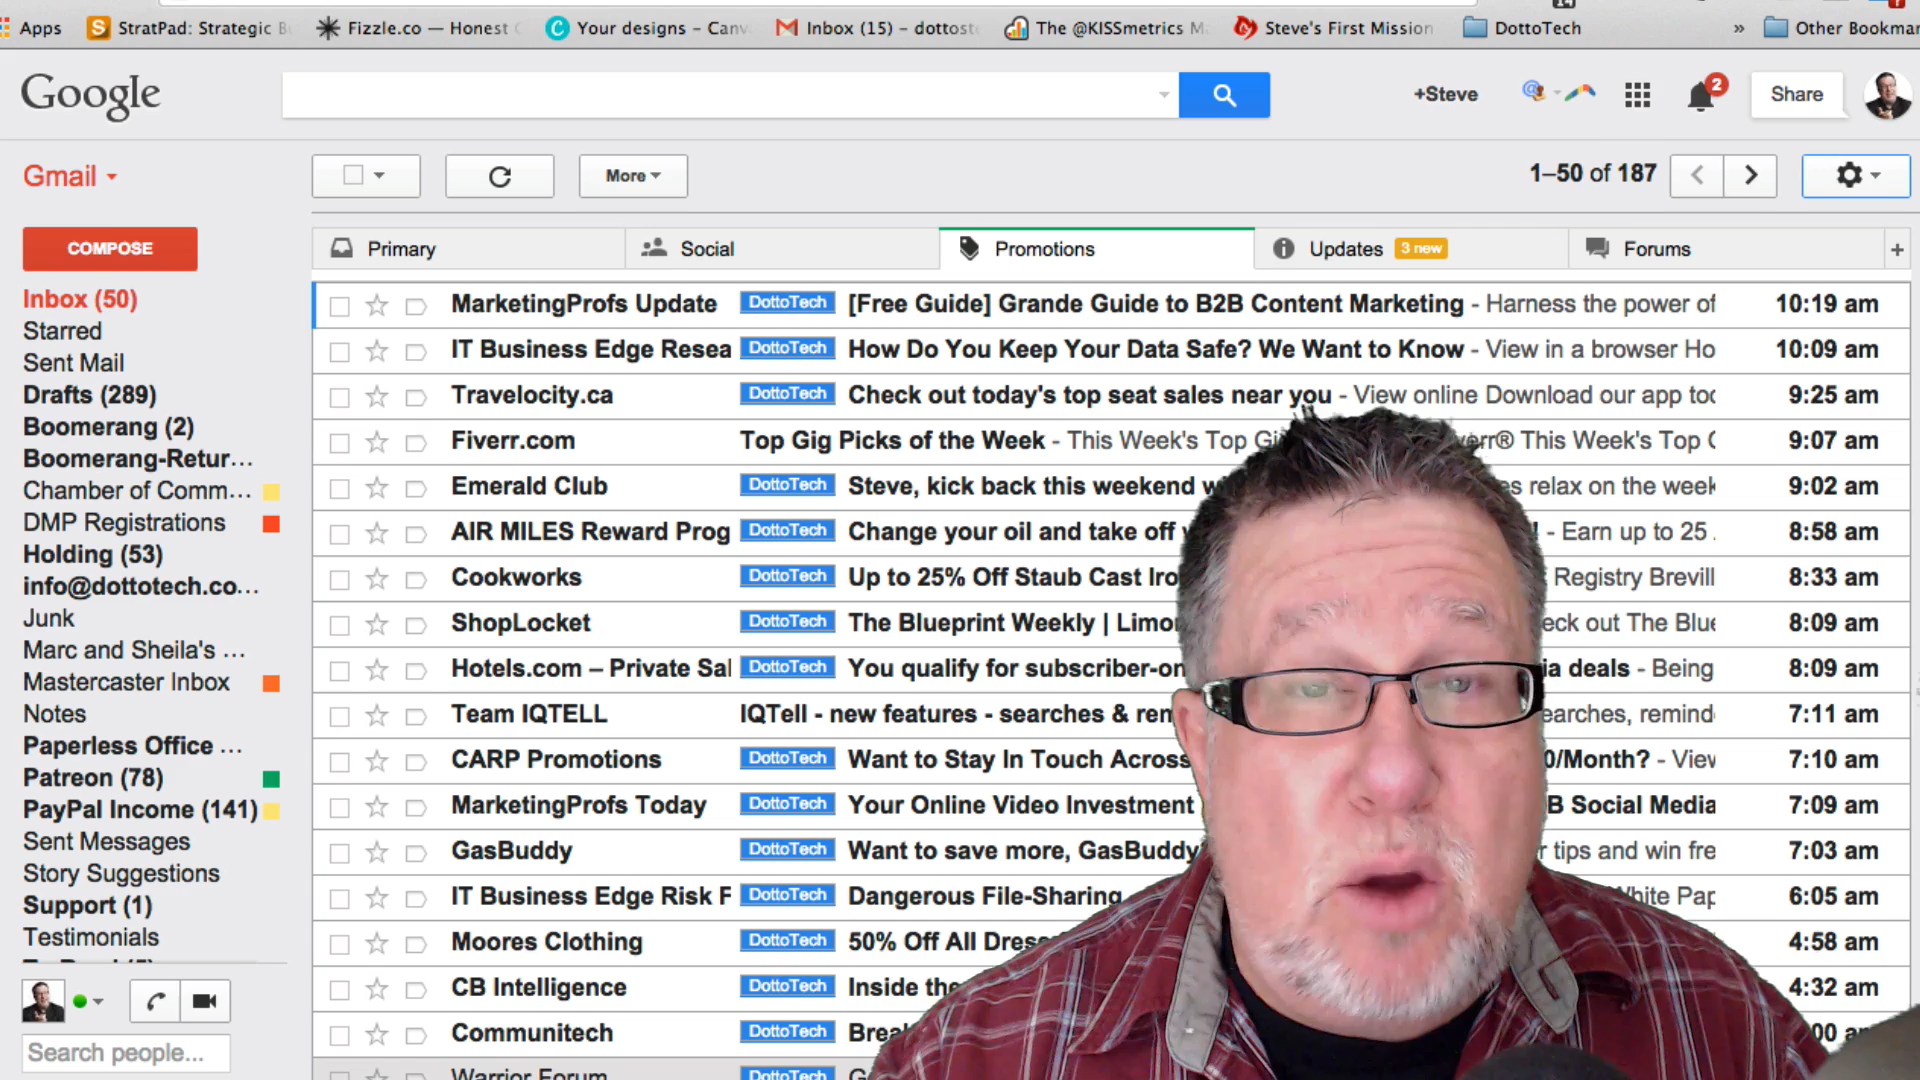 Apps StratPad: Strategic B Fizzle.co — Honest Your designs - Canv Inbox (15) - dottost The @KISSmetrics M Steve's First Mission DottoTech » Other Bookmar
Google +Steve 2 Share
Gmail More 1–50 of 187
COMPOSE Primary Social Promotions Updates 3 new Forums +
Inbox (50)
Starred
Sent Mail
Drafts (289)
Boomerang (2)
Boomerang-Retur...
Chamber of Comm...
DMP Registrations
Holding (53)
info@dottotech.co...
Junk
Marc and Sheila's ...
Mastercaster Inbox
Notes
Paperless Office ...
Patreon (78)
PayPal Income (141)
Sent Messages
Story Suggestions
Support (1)
Testimonials
Search people...
MarketingProfs Update DottoTech [Free Guide] Grande Guide to B2B Content Marketing - Harness the power of 10:19 am
IT Business Edge Resea DottoTech How Do You Keep Your Data Safe? We Want to Know - View in a browser Ho 10:09 am
Travelocity.ca DottoTech Check out today's top seat sales near you - View online Download our app too 9:25 am
Fiverr.com Top Gig Picks of the Week - This Week's Top Gi err® This Week's Top G 9:07 am
Emerald Club DottoTech Steve, kick back this weekend w es relax on the week 9:02 am
AIR MILES Reward Prog DottoTech Change your oil and take off ! - Earn up to 25 . 8:58 am
Cookworks DottoTech Up to 25% Off Staub Cast Iro Registry Brevill 8:33 am
ShopLocket DottoTech The Blueprint Weekly | Limor eck out The Blue 8:09 am
Hotels.com – Private Sal DottoTech You qualify for subscriber-on ia deals - Being 8:09 am
Team IQTELL IQTell - new features - searches & rem earches, remind 7:11 am
CARP Promotions DottoTech Want to Stay In Touch Across 0/Month? - View 7:10 am
MarketingProfs Today DottoTech Your Online Video Investment B Social Media 7:09 am
GasBuddy DottoTech Want to save more, GasBuddy r tips and win fre 7:03 am
IT Business Edge Risk F DottoTech Dangerous File-Sharing White Pap 6:05 am
Moores Clothing DottoTech 50% Off All Dress 4:58 am
CB Intelligence DottoTech Inside the 4:32 am
Communitech DottoTech Brea 00 a
Warrior Forum DottoTech G